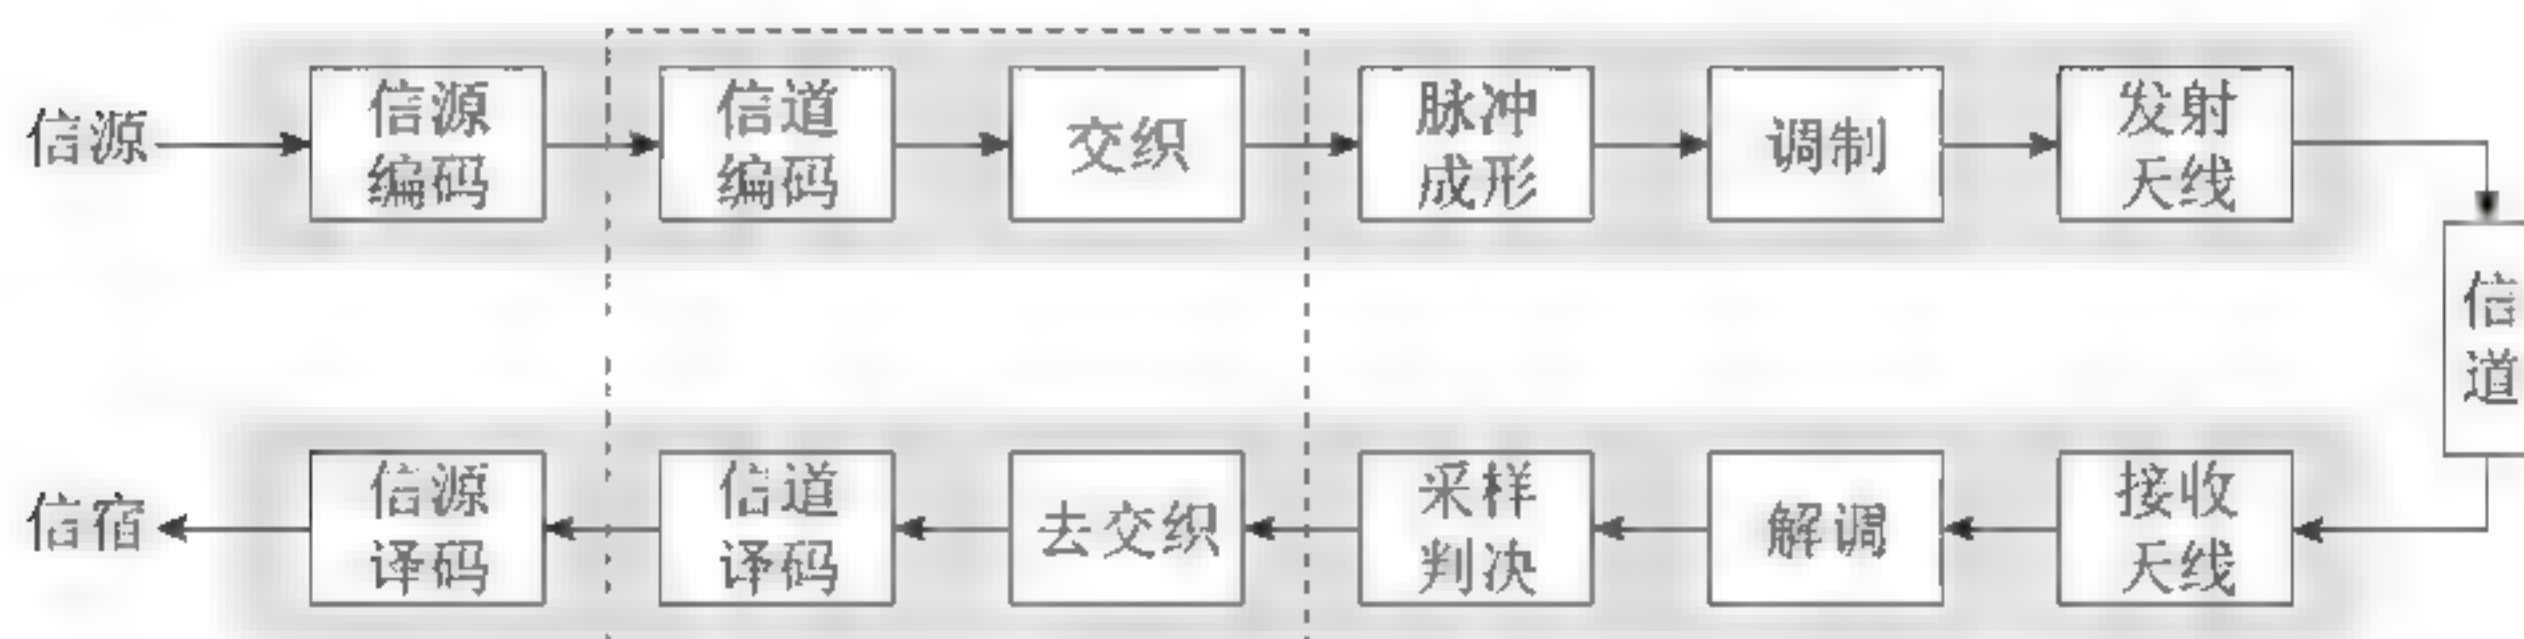 信源
信源
编码
信道
编码
交织
脉冲
成形
调制
发射
天线
信
道
信宿
信源
译码
信道
译码
去交织
采样
判决
解调
接收
天线